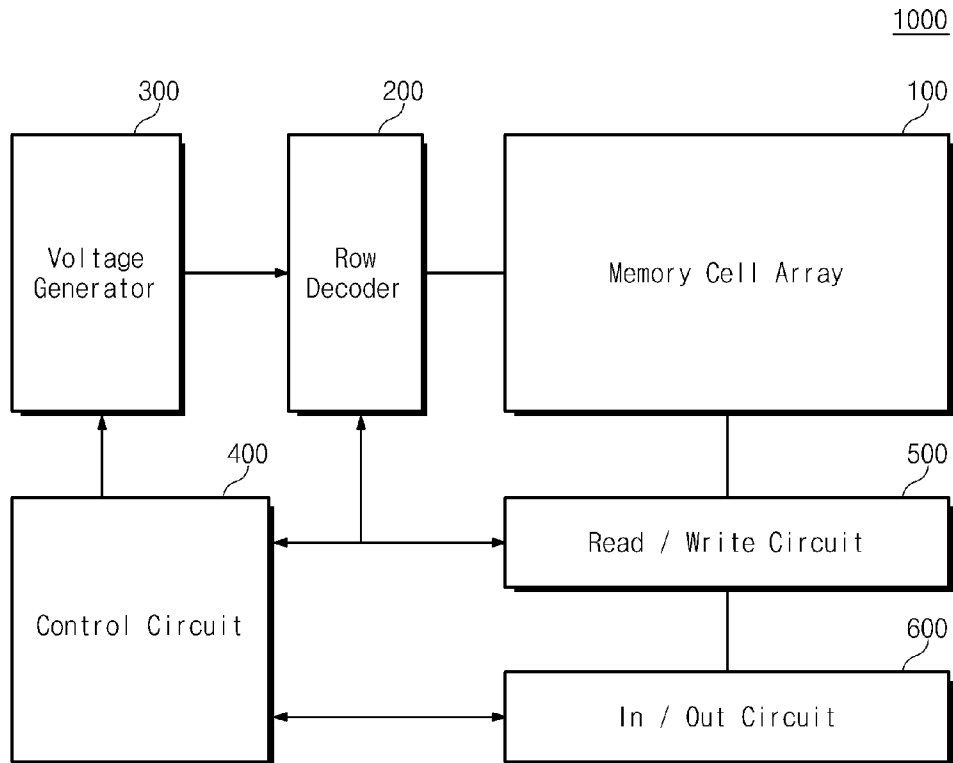 1000
300
200
100
Voltage
Generator
Row
Decoder
Memory Cell Array
400
500
Read / Write Circuit
Control Circuit
600
In / Out Circuit